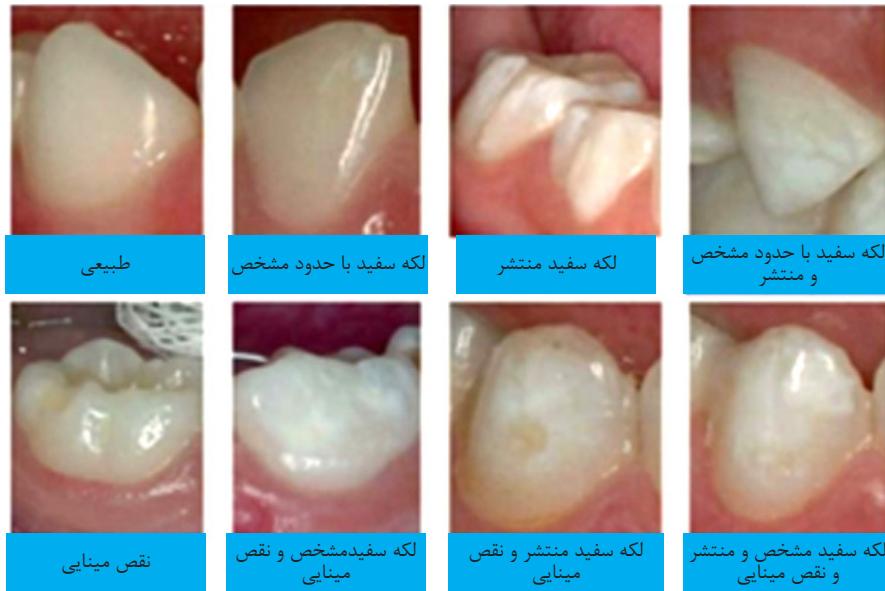 طبیعی
لکه سفید با حدود مشخص
لکه سفید منتشر
لکه سفید با حدود مشخص
و منتشر
نقص مینایی
لکه سفیدمشخص و نقص
مینایی
لکه سفید منتشر و نقص
مینایی
لکه سفید مشخص و منتشر
و نقص مینایی